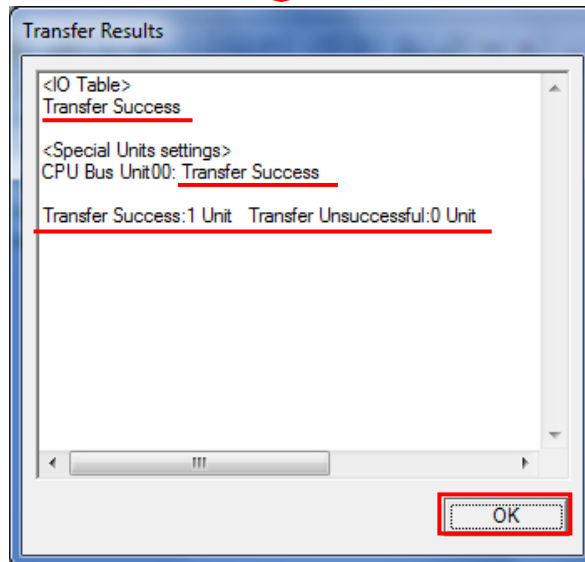 Transfer Results
<IO Table>
Transfer Success
<Special Units settings>
CPU Bus Unit00: Transfer Success
Transfer Success:1 Unit   Transfer Unsuccessful:0 Unit
OK